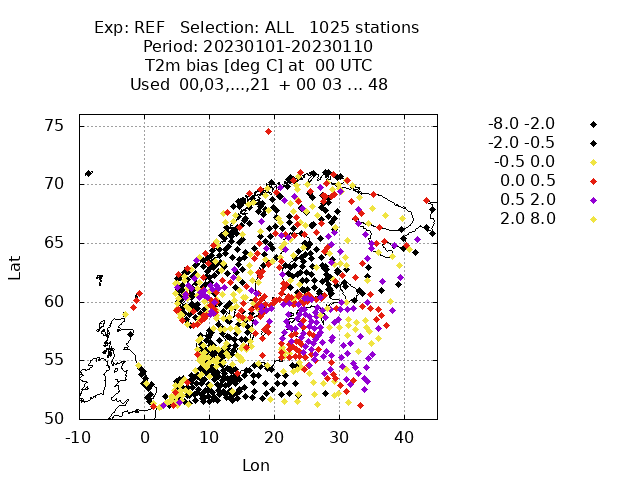 Exp: REF   Selection: ALL   1025 stations
Period: 20230101-20230110
T2m bias [deg C] at  00 UTC
Used  00,03,...,21  + 00 03 ... 48
-8.0 -2.0
-2.0 -0.5
-0.5 0.0
0.0 0.5
0.5 2.0
2.0 8.0
75
70
65
60
55
50
Lat
-10 0 10 20 30 40
Lon